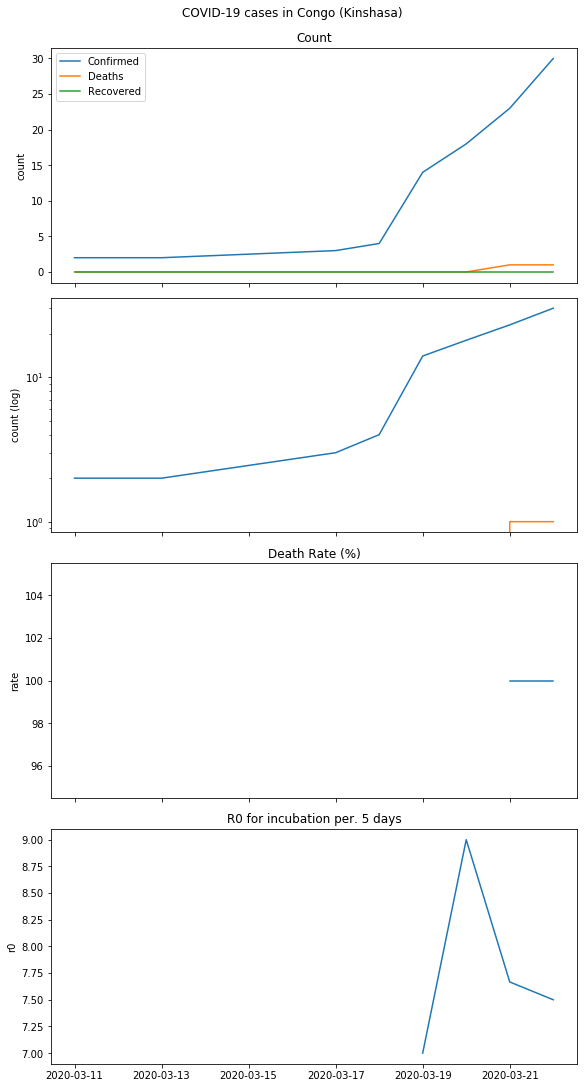 COVID-19 cases in Congo (Kinshasa)
Count
Confirmed
Deaths
Recovered
30
25
20
15
10
5
0
count
10¹
10⁰
count (log)
Death Rate (%)
104
102
100
98
96
rate
R0 for incubation per. 5 days
9.00
8.75
8.50
8.25
8.00
7.75
7.50
7.25
7.00
r0
2020-03-11 2020-03-13 2020-03-15 2020-03-17 2020-03-19 2020-03-21